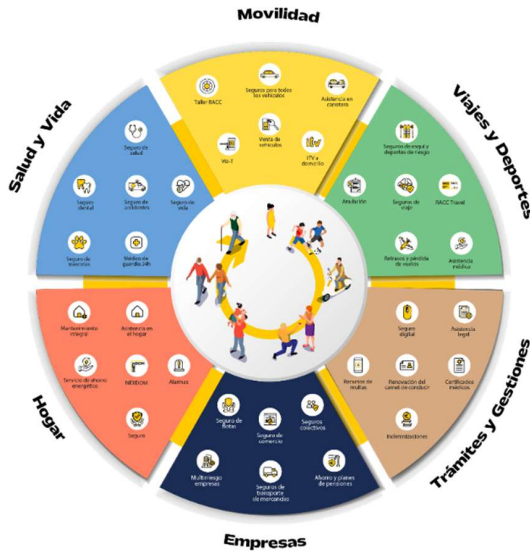 Movilidad
Taller RACC
Seguros para todos
los vehículos
Asistencia en
carretera
Vía-T
Venta de
vehículos
ITV a
domicilio
Viajes y Deportes
Seguros de esquí y
deportes de riesgo
Anulación
Seguros de
viaje
RACC Travel
Retrasos y pérdida
de vuelos
Asistencia
médica
Trámites y Gestiones
Seguro
digital
Asistencia
legal
Recursos de
multas
Renovación del
carnet de conducir
Certificados
médicos
Indemnizaciones
Empresas
Seguro de
flotas
Seguro de
comercio
Seguros
colectivos
Multirriesgo
empresas
Seguros de
transporte
de mercancías
Ahorro y planes
de pensiones
Hogar
Mantenimiento
integral
Asistencia en
el hogar
Servicio de ahorro
energético
Alarmas
Seguro
Salud y Vida
Seguro de
salud
Seguro
dental
Seguro de
accidentes
Seguro de
vida
Seguro de
mascotas
Médico de
guardia 24h